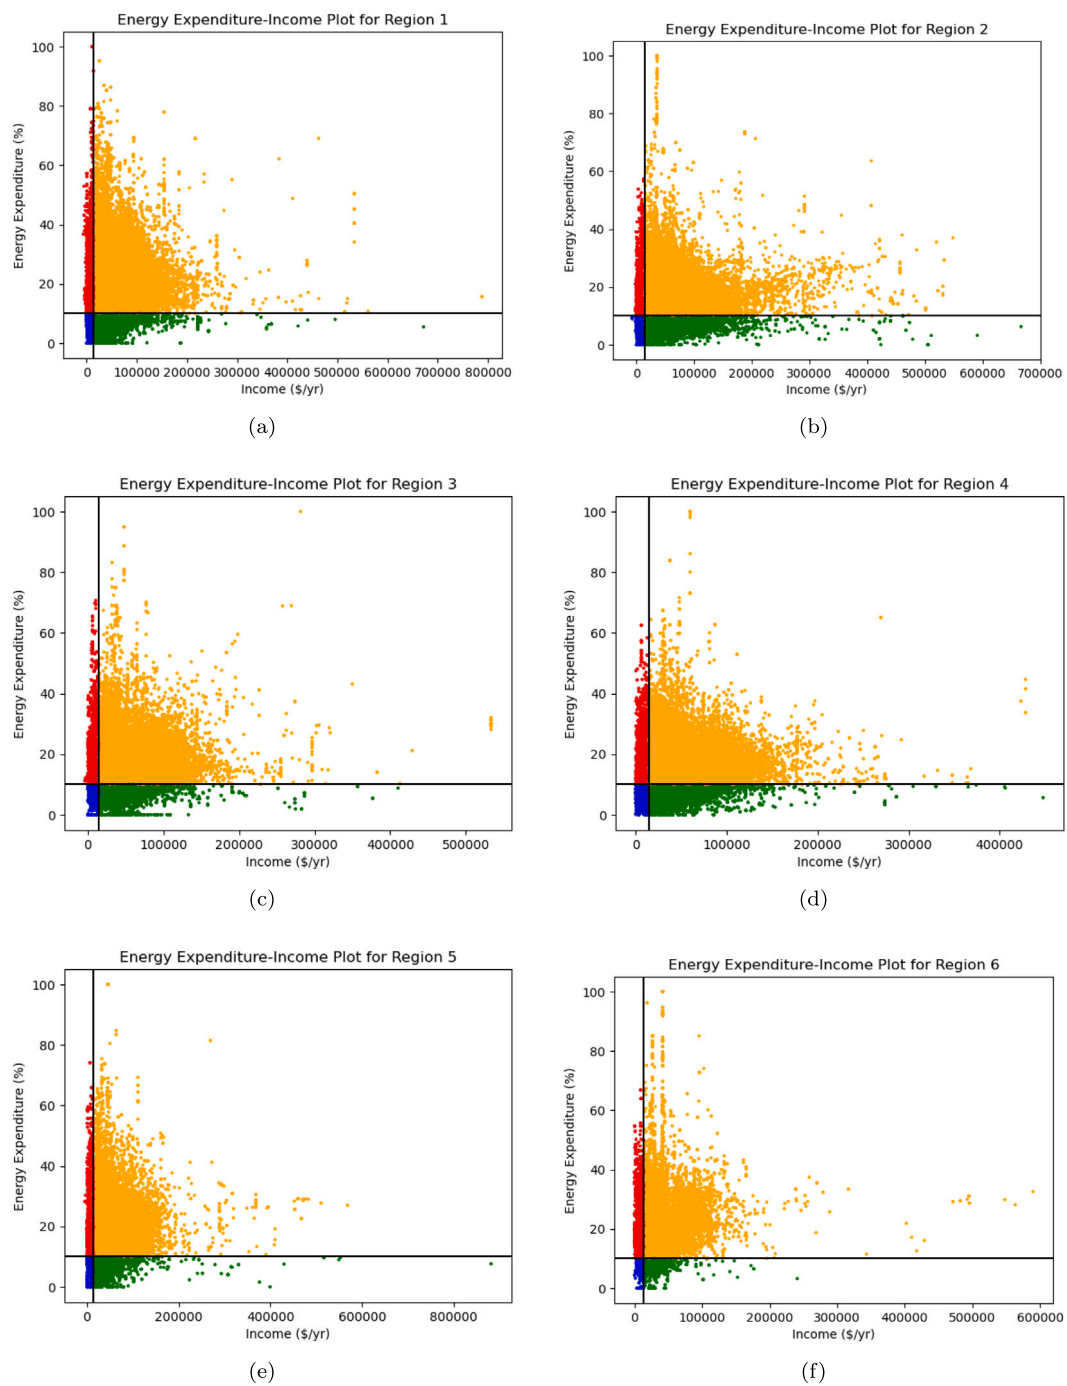 Energy Expenditure-Income Plot for Region 1
Energy Expenditure (%)
100
80
60
40
20
0
0 100000 200000 300000 400000 500000 600000 700000 800000
Income ($/yr)
(a)
Energy Expenditure-Income Plot for Region 2
Energy Expenditure (%)
100
80
60
40
20
0
0 100000 200000 300000 400000 500000 600000 700000
Income ($/yr)
(b)
Energy Expenditure-Income Plot for Region 3
Energy Expenditure (%)
100
80
60
40
20
0
0 100000 200000 300000 400000 500000
Income ($/yr)
(c)
Energy Expenditure-Income Plot for Region 4
Energy Expenditure (%)
100
80
60
40
20
0
0 100000 200000 300000 400000
Income ($/yr)
(d)
Energy Expenditure-Income Plot for Region 5
Energy Expenditure (%)
100
80
60
40
20
0
0 200000 400000 600000 800000
Income ($/yr)
(e)
Energy Expenditure-Income Plot for Region 6
Energy Expenditure (%)
100
80
60
40
20
0
0 100000 200000 300000 400000 500000 600000
Income ($/yr)
(f)